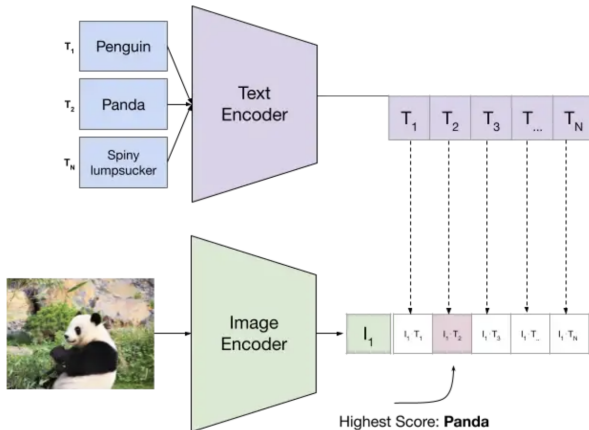 T1 Penguin
T2 Panda
TN Spiny
lumpsucker
Text
Encoder
T1 T2 T3 T... TN
Image
Encoder
I1 I1 T1 I1 T2 I1 T3 I1 T... I1 TN
Highest Score: Panda